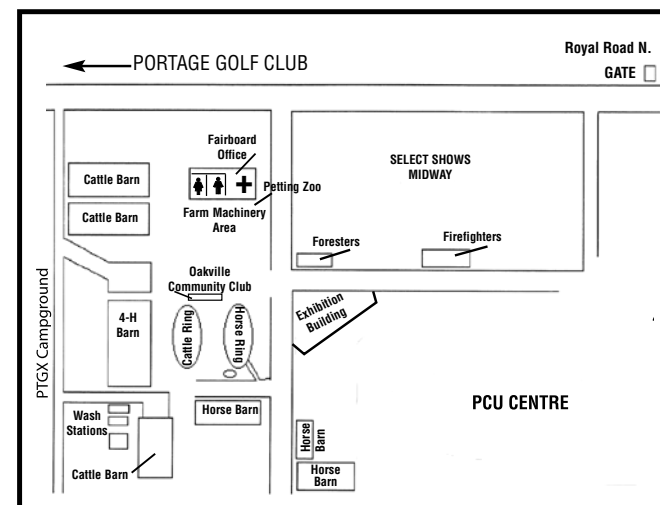 Royal Road N.
PORTAGE GOLF CLUB
GATE
Fairboard
Office
SELECT SHOWS
MIDWAY
Cattle Barn
Petting Zoo
Cattle Barn
Farm Machinery
Area
Foresters
Firefighters
Oakville
Community Club
Exhibition
Building
4-H
Barn
Cattle Ring
Horse Ring
PTGX Campground
PCU CENTRE
Wash
Stations
Horse Barn
Horse
Barn
Cattle Barn
Horse
Barn